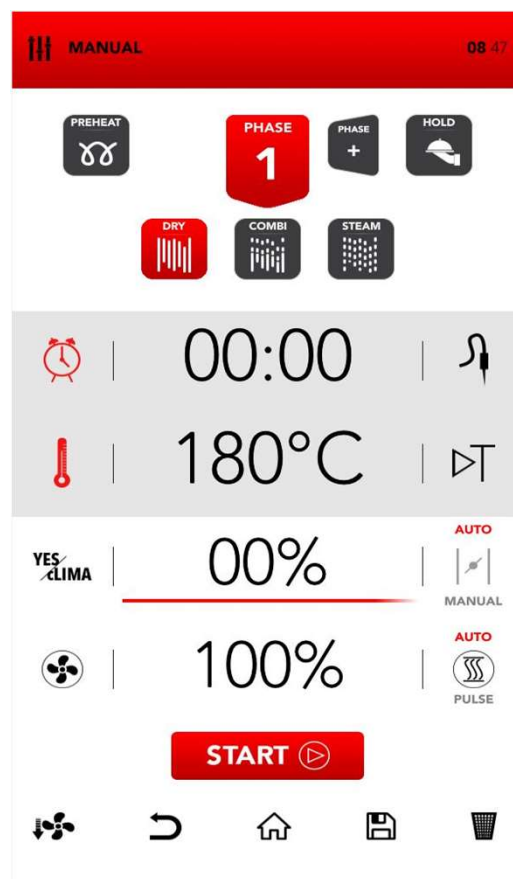 MANUAL
08 47
PREHEAT
PHASE
1
PHASE
+
HOLD
DRY
COMBI
STEAM
00:00
180°C
▷T
YES/cLIMA
00%
AUTO
MANUAL
100%
AUTO
PULSE
START